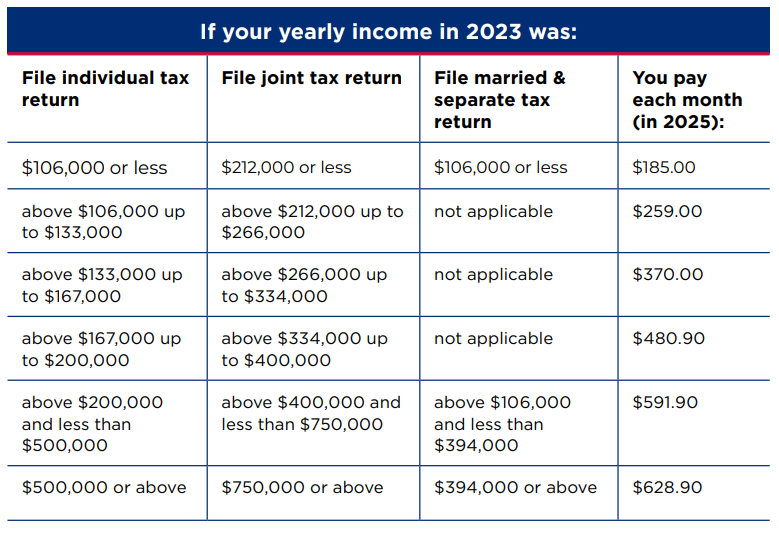 If your yearly income in 2023 was:
File individual tax
return
File joint tax return
File married &
separate tax
return
You pay
each month
(in 2025):
$106,000 or less
$212,000 or less
$106,000 or less
$185.00
above $106,000 up
to $133,000
above $212,000 up to
$266,000
not applicable
$259.00
above $133,000 up
to $167,000
above $266,000 up
to $334,000
not applicable
$370.00
above $167,000 up
to $200,000
above $334,000 up
to $400,000
not applicable
$480.90
above $200,000
and less than
$500,000
above $400,000 and
less than $750,000
above $106,000
and less than
$394,000
$591.90
$500,000 or above
$750,000 or above
$394,000 or above
$628.90